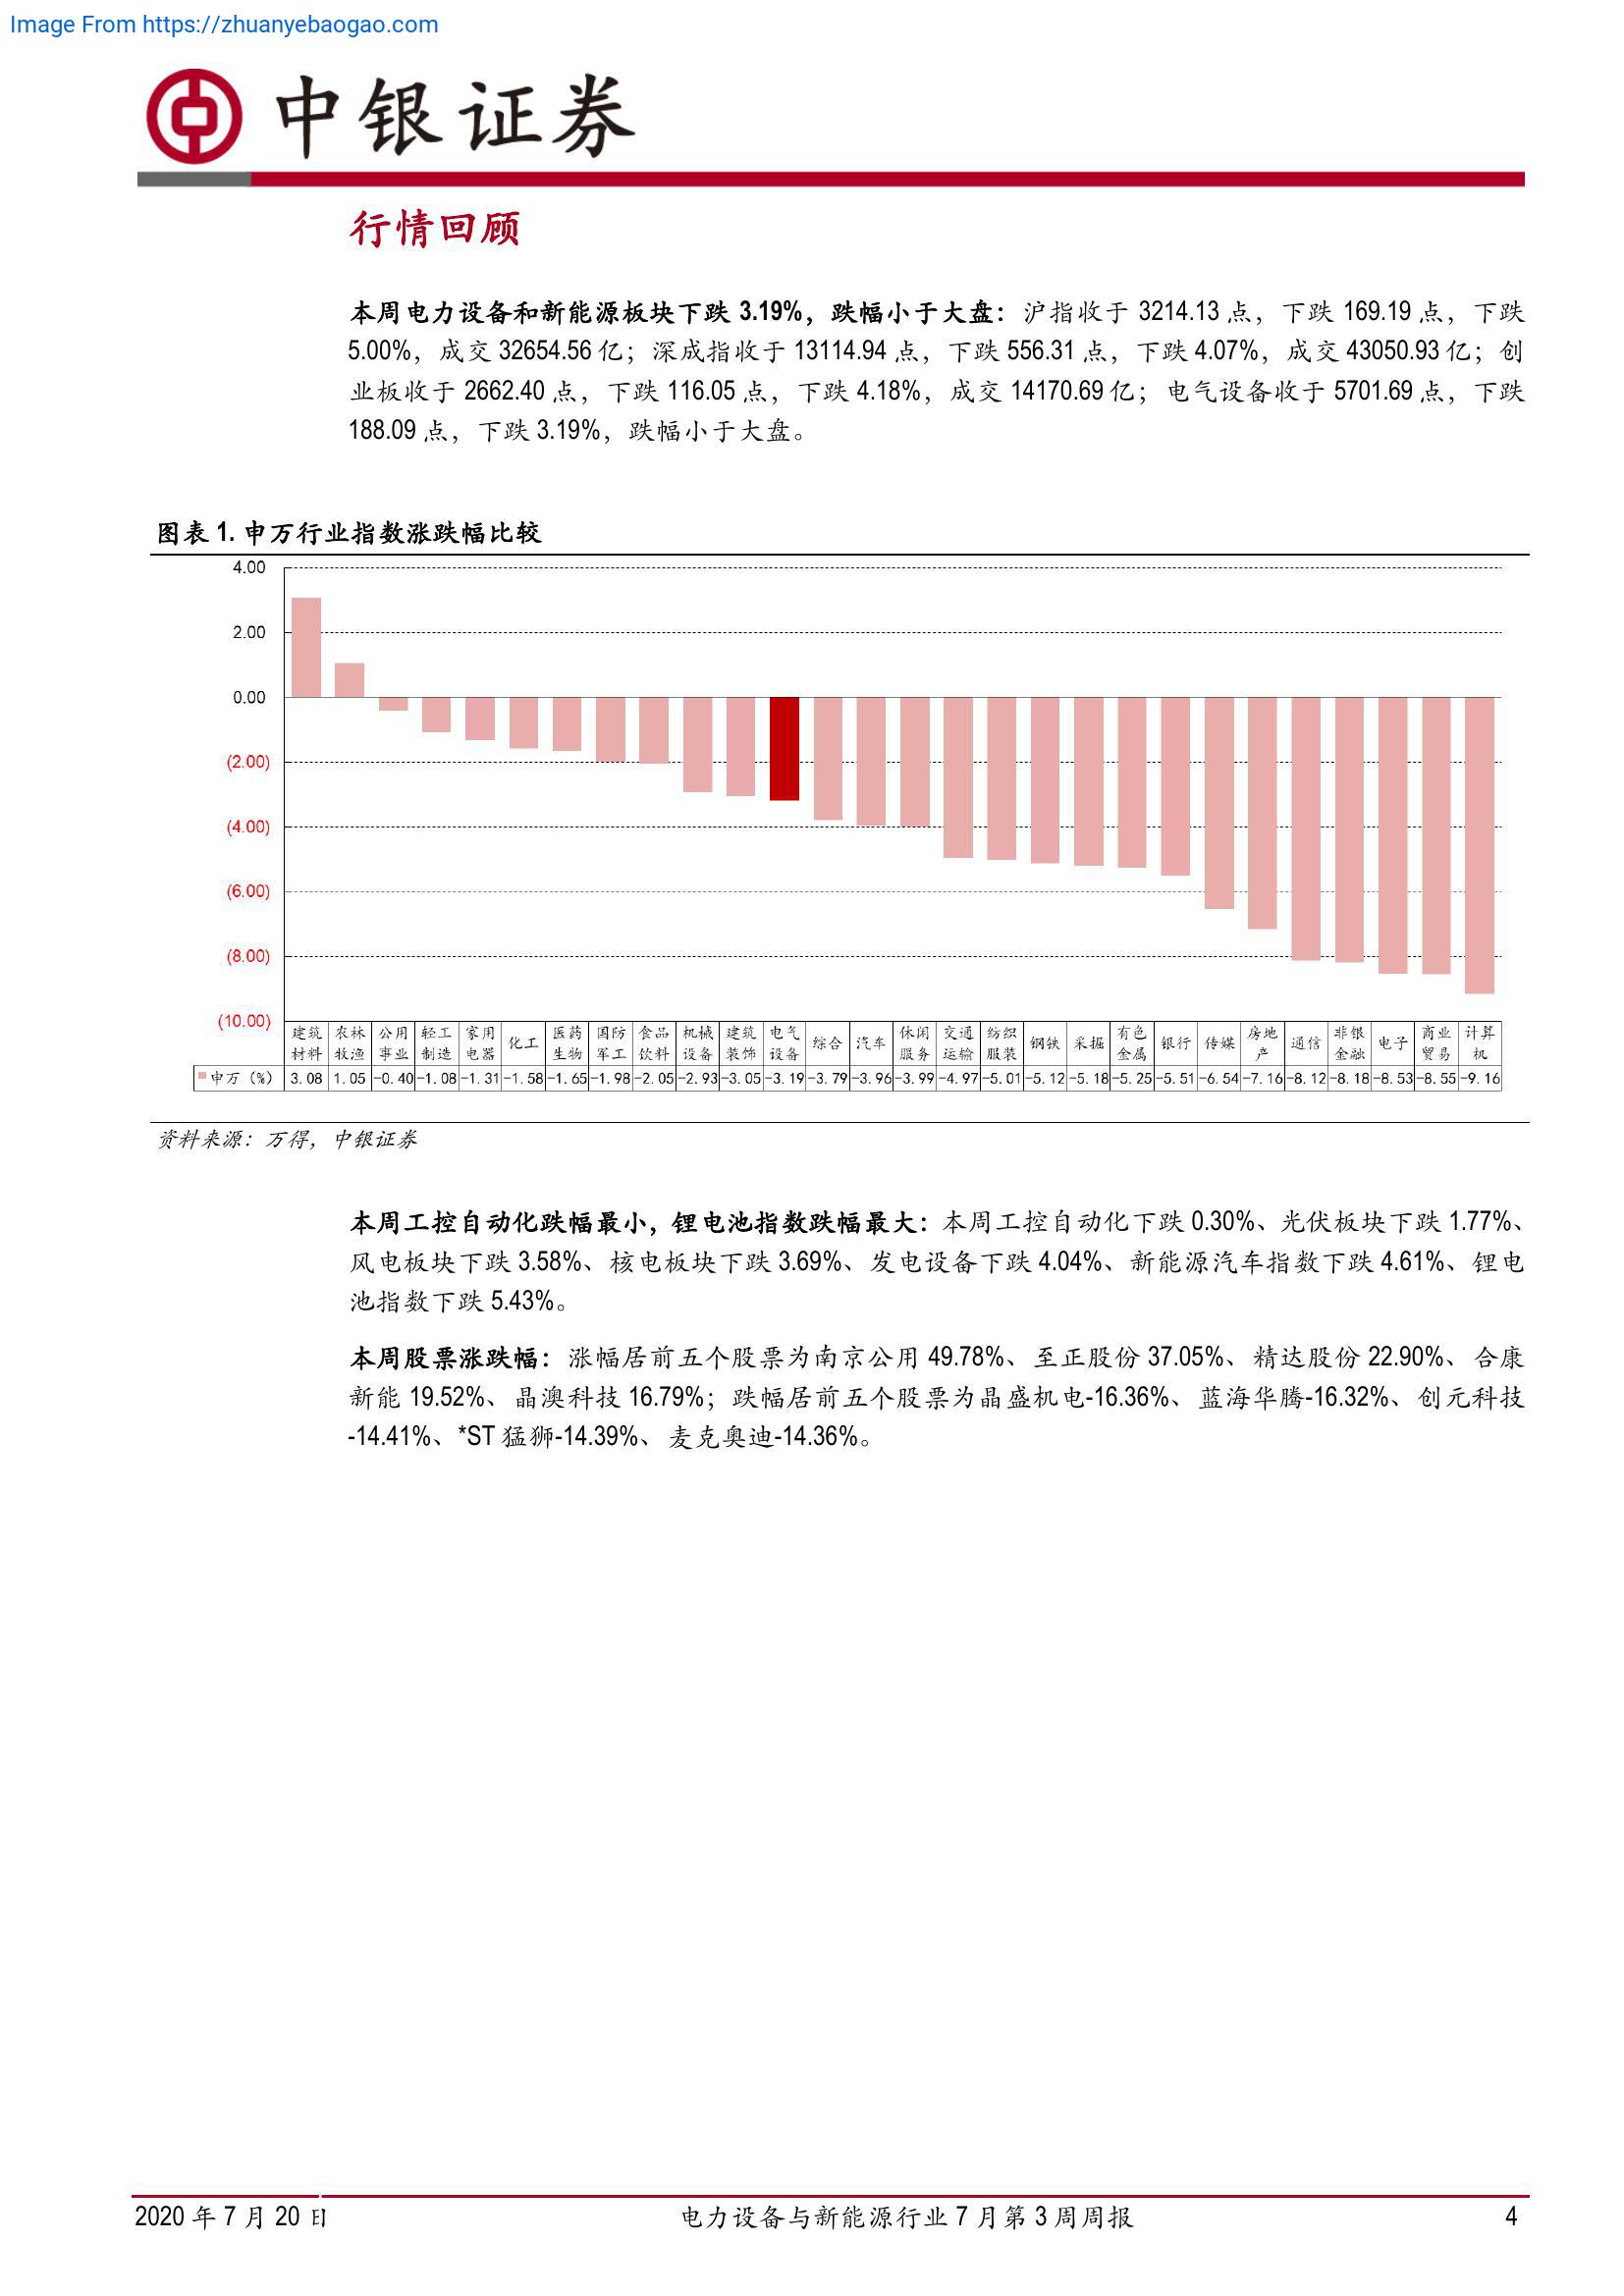 Image From https://zhuanyebaogao.com
中银证券
行情回顾
本周电力设备和新能源板块下跌 3.19%，跌幅小于大盘：沪指收于 3214.13 点，下跌 169.19 点，下跌
5.00%，成交 32654.56 亿；深成指收于 13114.94 点，下跌 556.31 点，下跌 4.07%，成交 43050.93 亿；创
业板收于 2662.40 点，下跌 116.05 点，下跌 4.18%，成交 14170.69 亿；电气设备收于 5701.69 点，下跌
188.09 点，下跌 3.19%，跌幅小于大盘。
图表 1. 申万行业指数涨跌幅比较
4.00
2.00
0.00
(2.00)
(4.00)
(6.00)
(8.00)
(10.00)
建筑材料 农林牧渔 公用事业 轻工制造 家用电器 化工 医药生物 国防军工 食品饮料 机械设备 建筑装饰 电气设备 综合 汽车 休闲服务 交通运输 纺织服装 钢铁 采掘 有色金属 银行 传媒 房地产 通信 非银金融 电子 商业贸易 计算机
申万（%） 3.08 1.05 -0.40 -1.08 -1.31 -1.58 -1.65 -1.98 -2.05 -2.93 -3.05 -3.19 -3.79 -3.96 -3.99 -4.97 -5.01 -5.12 -5.18 -5.25 -5.51 -6.54 -7.16 -8.12 -8.18 -8.53 -8.55 -9.16
资料来源：万得，中银证券
本周工控自动化跌幅最小，锂电池指数跌幅最大：本周工控自动化下跌 0.30%、光伏板块下跌 1.77%、
风电板块下跌 3.58%、核电板块下跌 3.69%、发电设备下跌 4.04%、新能源汽车指数下跌 4.61%、锂电
池指数下跌 5.43%。
本周股票涨跌幅：涨幅居前五个股票为南京公用 49.78%、至正股份 37.05%、精达股份 22.90%、合康
新能 19.52%、晶澳科技 16.79%；跌幅居前五个股票为晶盛机电-16.36%、蓝海华腾-16.32%、创元科技
-14.41%、*ST 猛狮-14.39%、麦克奥迪-14.36%。
2020 年 7 月 20 日
电力设备与新能源行业 7 月第 3 周周报
4